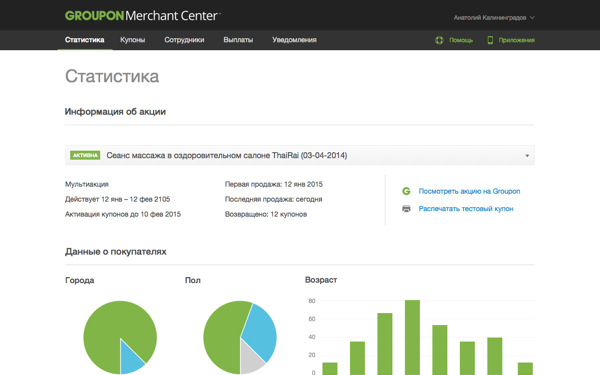 GROUPON Merchant Center
Анатолий Калининградов
Статистика Купоны Сотрудники Выплаты Уведомления Помощь Приложения
Статистика
Информация об акции
АКТИВНА Сеанс массажа в оздоровительном салоне ThaiRai (03-04-2014)
Мультиакция Первая продажа: 12 янв 2015 Посмотреть акцию на Groupon
Действует 12 янв – 12 фев 2105 Последняя продажа: сегодня Распечатать тестовый купон
Активация купонов до 10 фев 2015 Возвращено: 12 купонов
Данные о покупателях
Города Пол Возраст
80
60
40
20
0